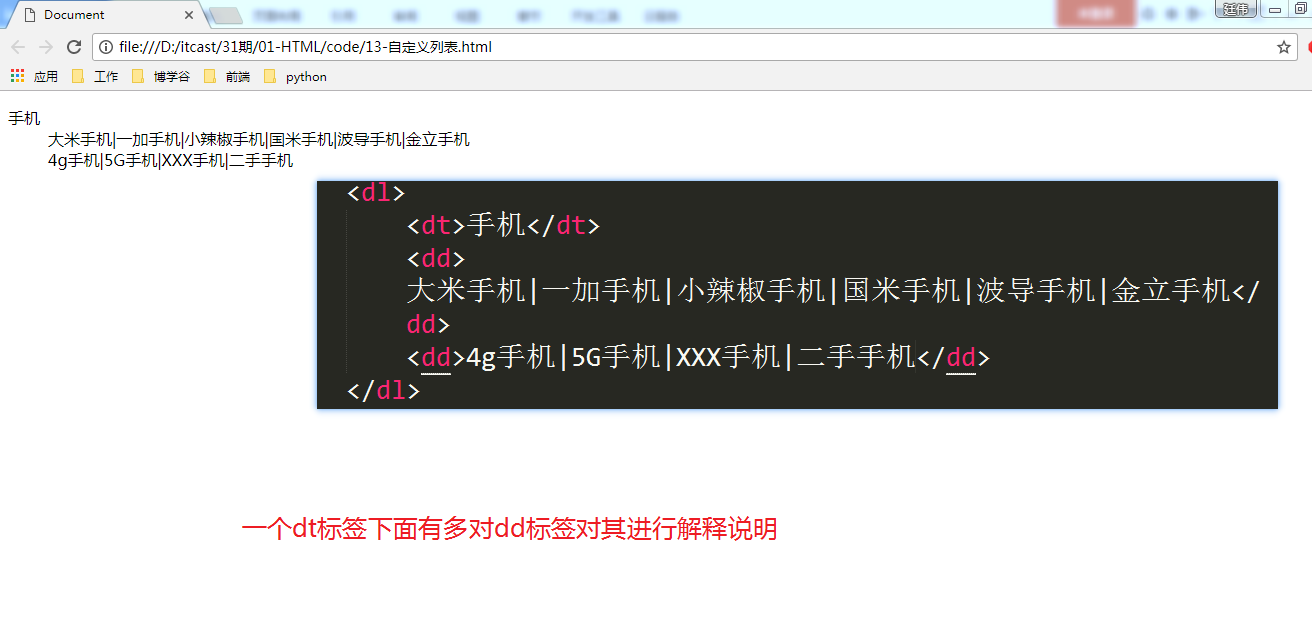 Document
廷伟
file:///D:/itcast/31期/01-HTML/code/13-自定义列表.html
应用 工作 博学谷 前端 python
手机
大米手机|一加手机|小辣椒手机|国米手机|波导手机|金立手机
4g手机|5G手机|XXX手机|二手手机
<dl>
<dt>手机</dt>
<dd>
大米手机|一加手机|小辣椒手机|国米手机|波导手机|金立手机</
dd>
<dd>4g手机|5G手机|XXX手机|二手手机</dd>
</dl>
一个dt标签下面有多对dd标签对其进行解释说明